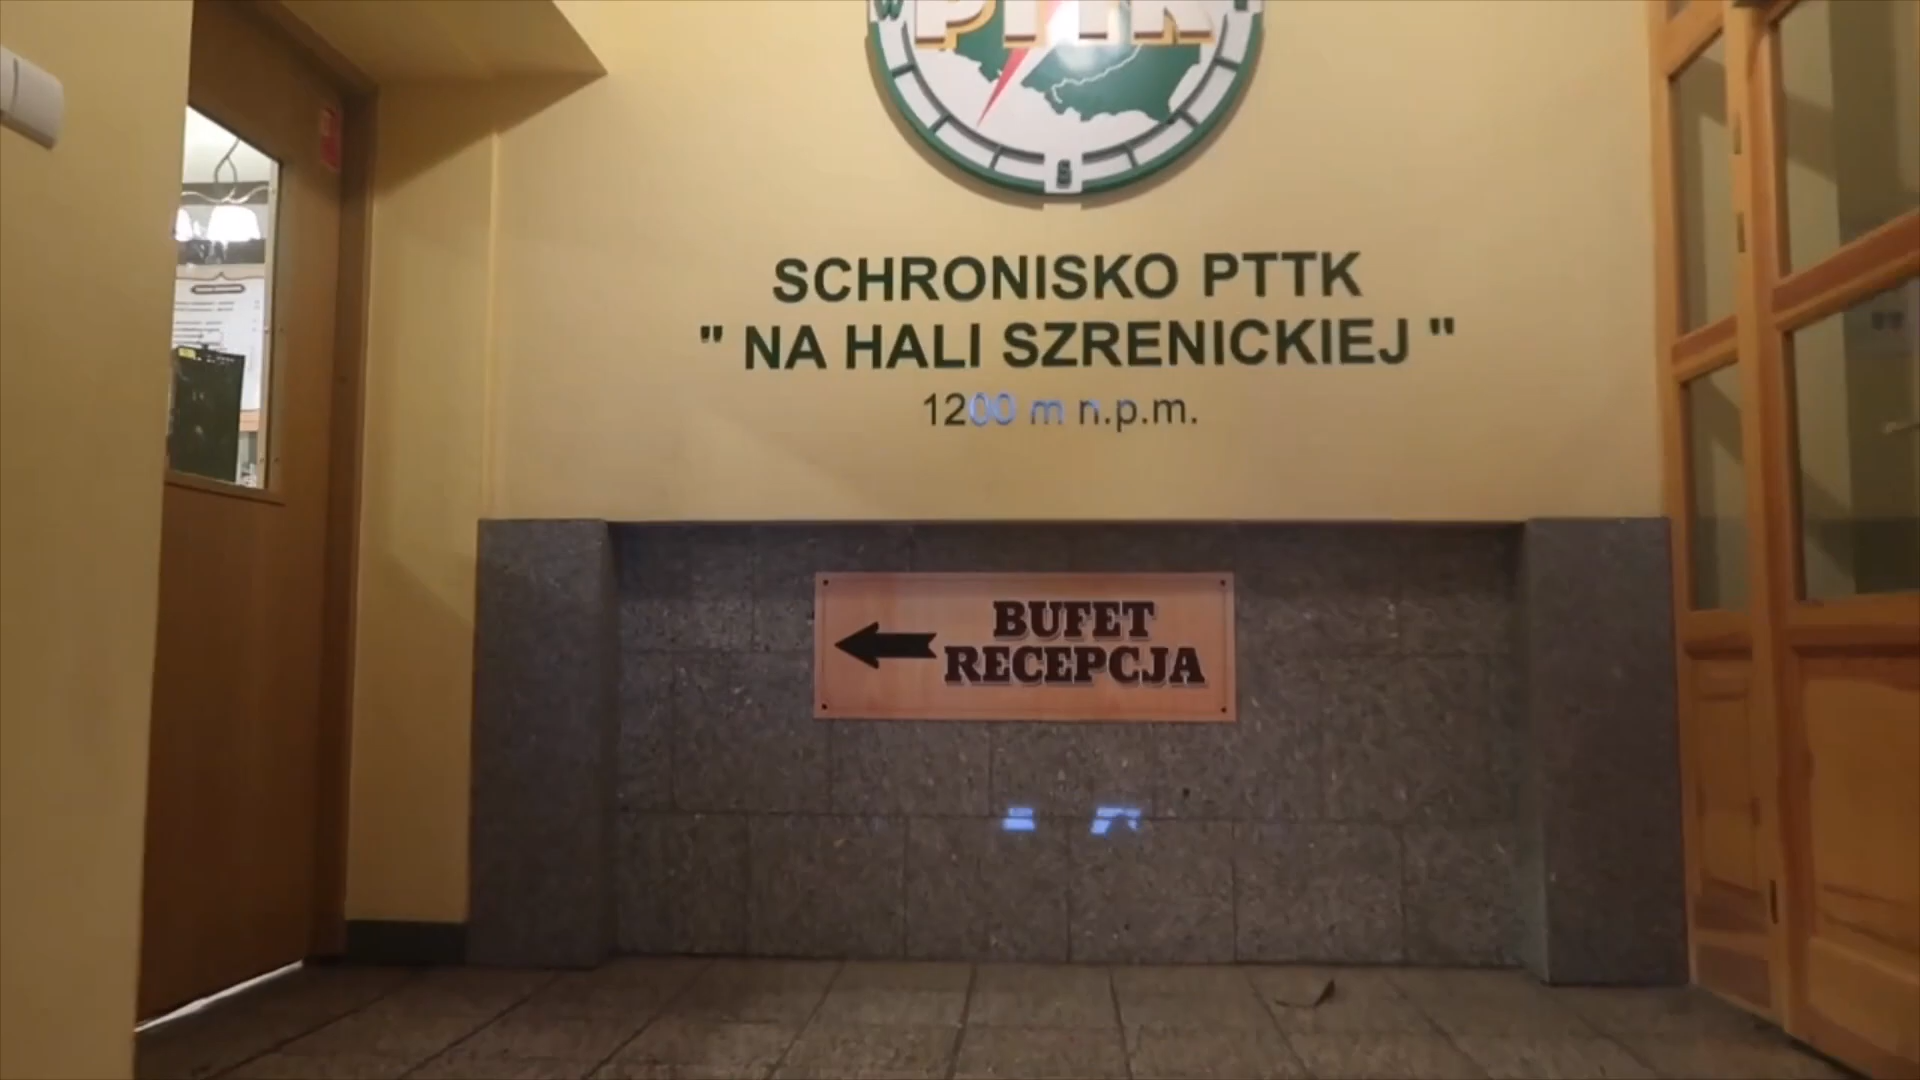 PTTK
S
SCHRONISKO PTTK
" NA HALI SZRENICKIEJ "
1200 m n.p.m.
BUFET
RECEPCJA